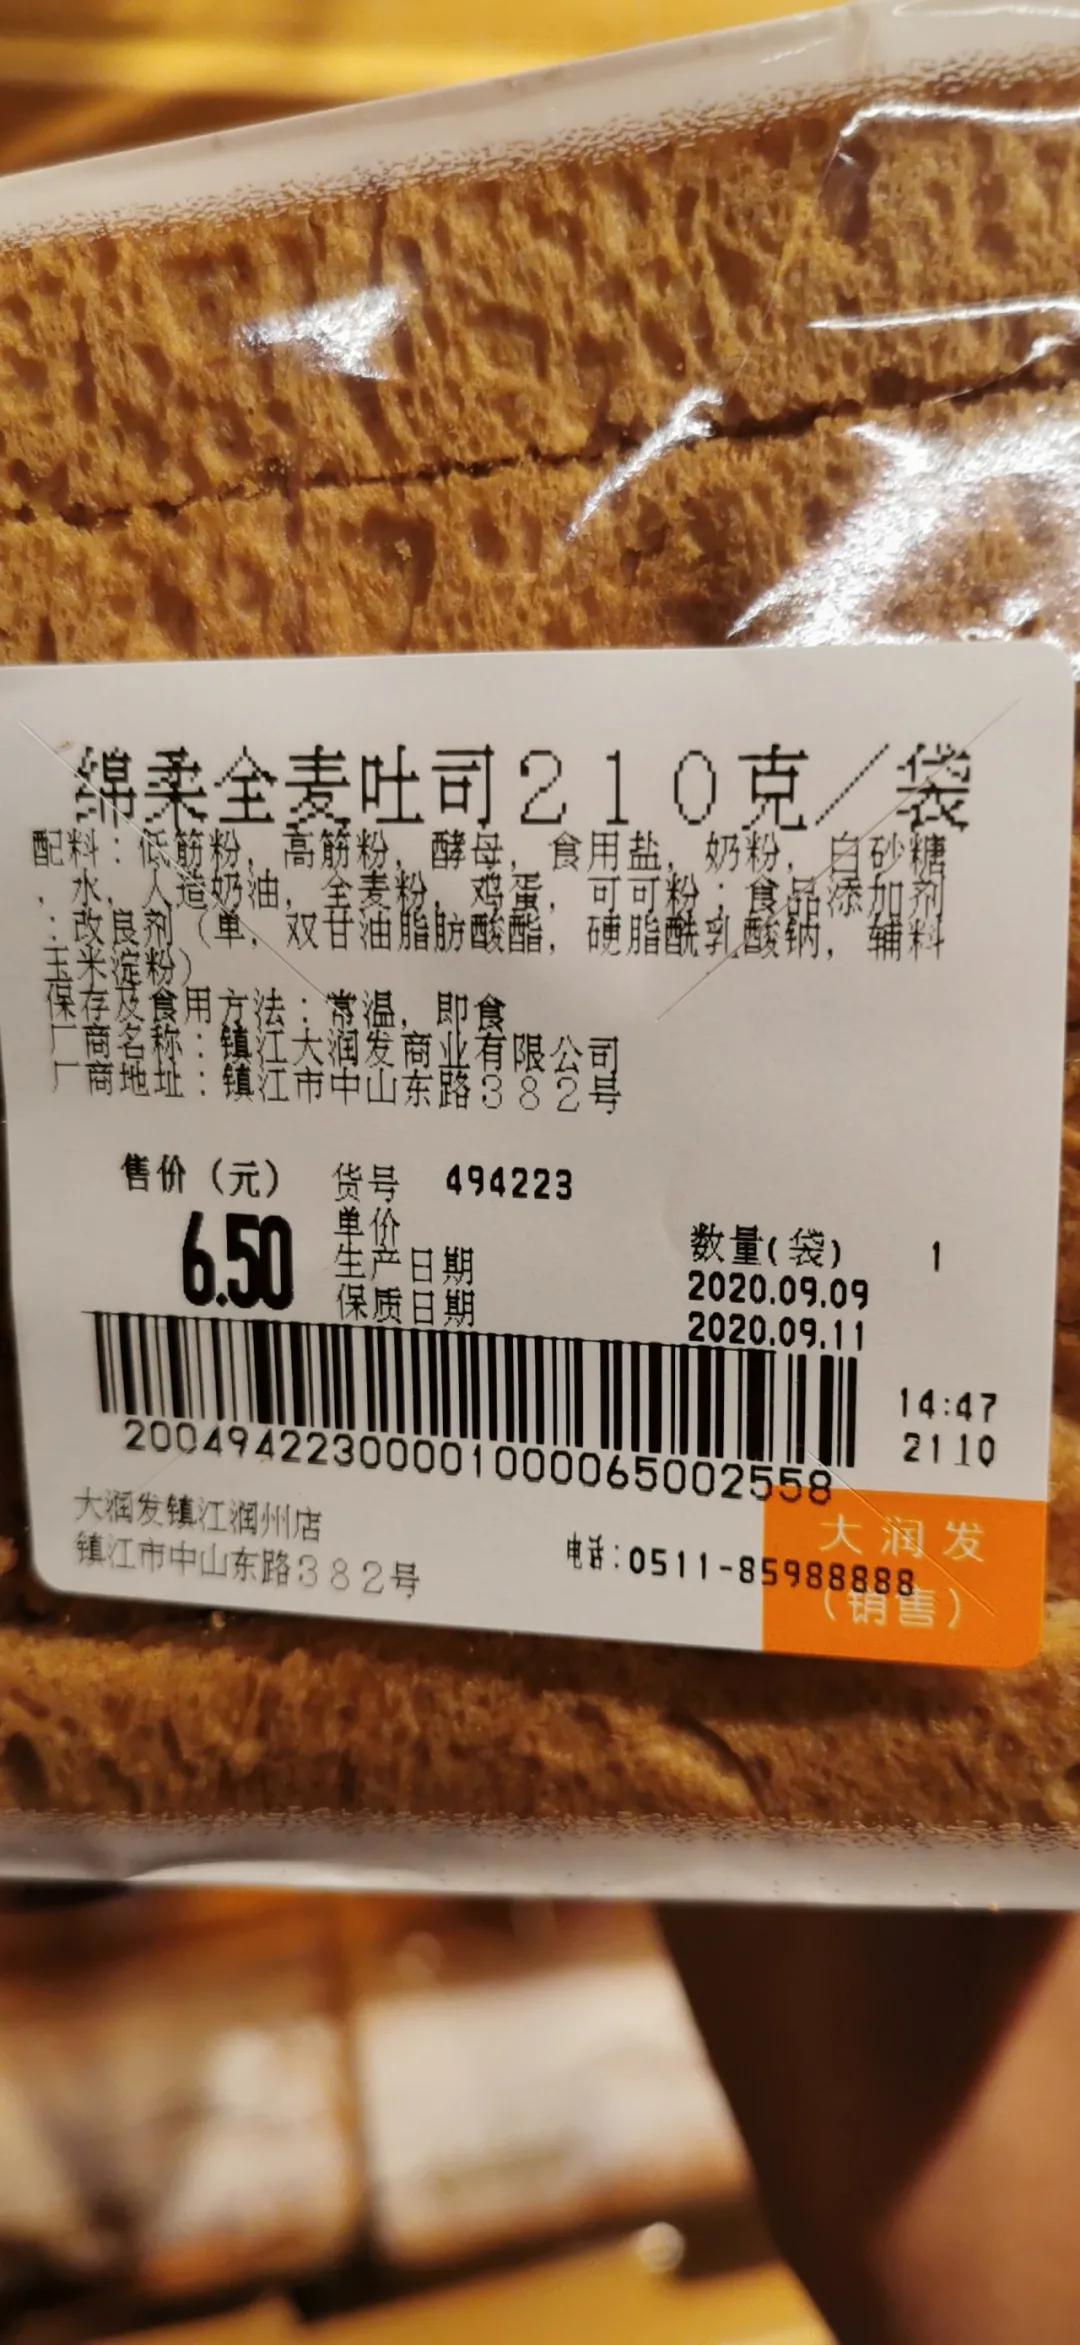 绵柔全麦吐司210克/袋
配料:低筋粉,高筋粉,酵母,食用盐,奶粉,白砂糖
,水,人造奶油,全麦粉,鸡蛋,可可粉;食品添加剂
:改良剂(单,双甘油脂肪酸酯,硬脂酰乳酸钠,辅料
玉米淀粉)
保存及食用方法:常温,即食
厂商名称:镇江大润发商业有限公司
厂商地址:镇江市中山东路382号
售价(元) 货号 494223
6.50
单价 数量(袋) 1
生产日期 2020.09.09
保质日期 2020.09.11
14:47
2110
20049422300001000065002558
大润发镇江润州店
镇江市中山东路382号
电话:0511-85988888
大润发
(销售)